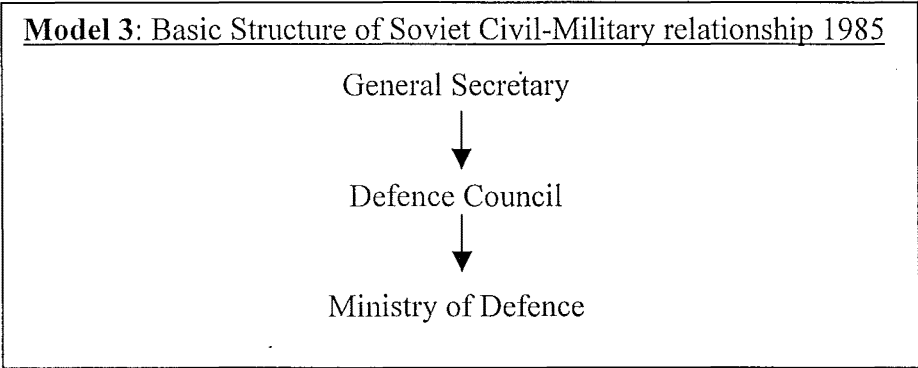 Model 3: Basic Structure of Soviet Civil-Military relationship 1985
General Secretary
Defence Council
Ministry of Defence